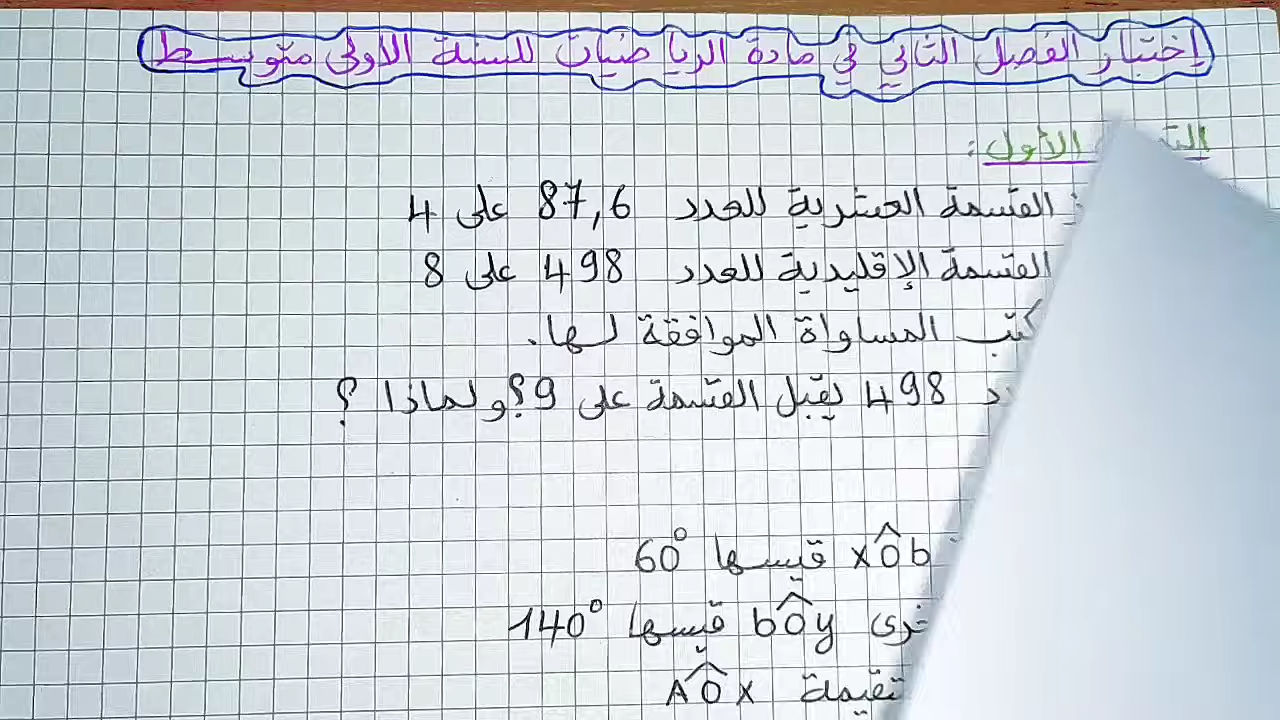 إختبار الفصل الثاني في مادة الرياضيات للسنة الأولى متوسط
الأول :
القسمة العشرية للعدد 87,6 على 4
القسمة الإقليدية للعدد 498 على 8
المساواة الموافقة لها.
498 يقبل القسمة على 9؟ ولماذا ؟
xÔb قيسها 60°
bÔy قيسها 140°
AÔx